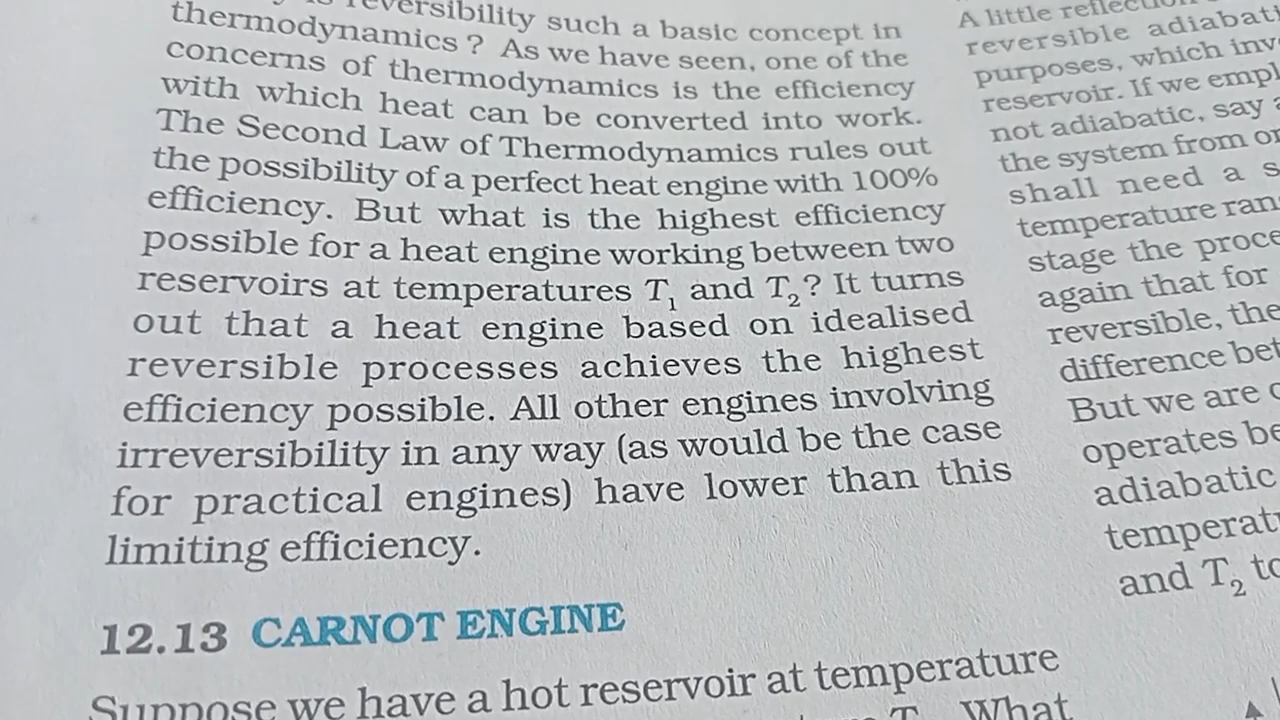 reversibility such a basic concept in
thermodynamics ? As we have seen, one of the
concerns of thermodynamics is the efficiency
with which heat can be converted into work.
The Second Law of Thermodynamics rules out
the possibility of a perfect heat engine with 100%
efficiency. But what is the highest efficiency
possible for a heat engine working between two
reservoirs at temperatures T₁ and T₂? It turns
out that a heat engine based on idealised
reversible processes achieves the highest
efficiency possible. All other engines involving
irreversibility in any way (as would be the case
for practical engines) have lower than this
limiting efficiency.
12.13 CARNOT ENGINE
Suppose we have a hot reservoir at temperature
What
A little
reversible adiabati
purposes, which inv
reservoir. If we empl
not adiabatic, say
the system from
shall need a s
temperature ran
stage the proce
again that for
reversible, the
difference bet
But we are
operates be
adiabatic
temperat
and T₂ to